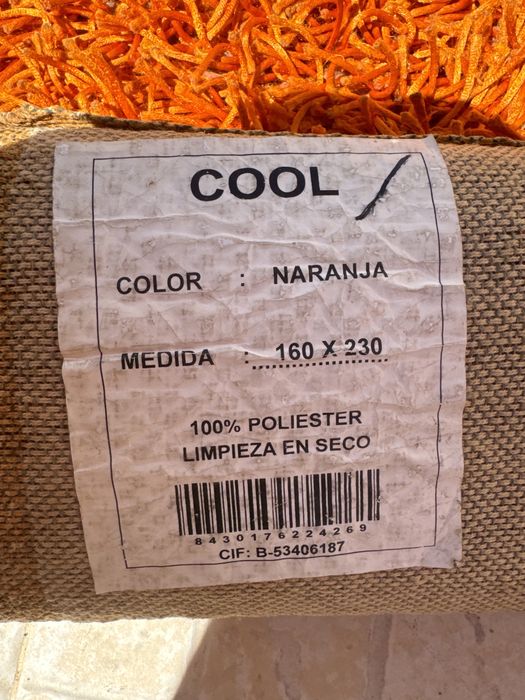 COOL
COLOR : NARANJA
MEDIDA : 160 X 230
100% POLIESTER
LIMPIEZA EN SECO
8430176224269
CIF: B-53406187